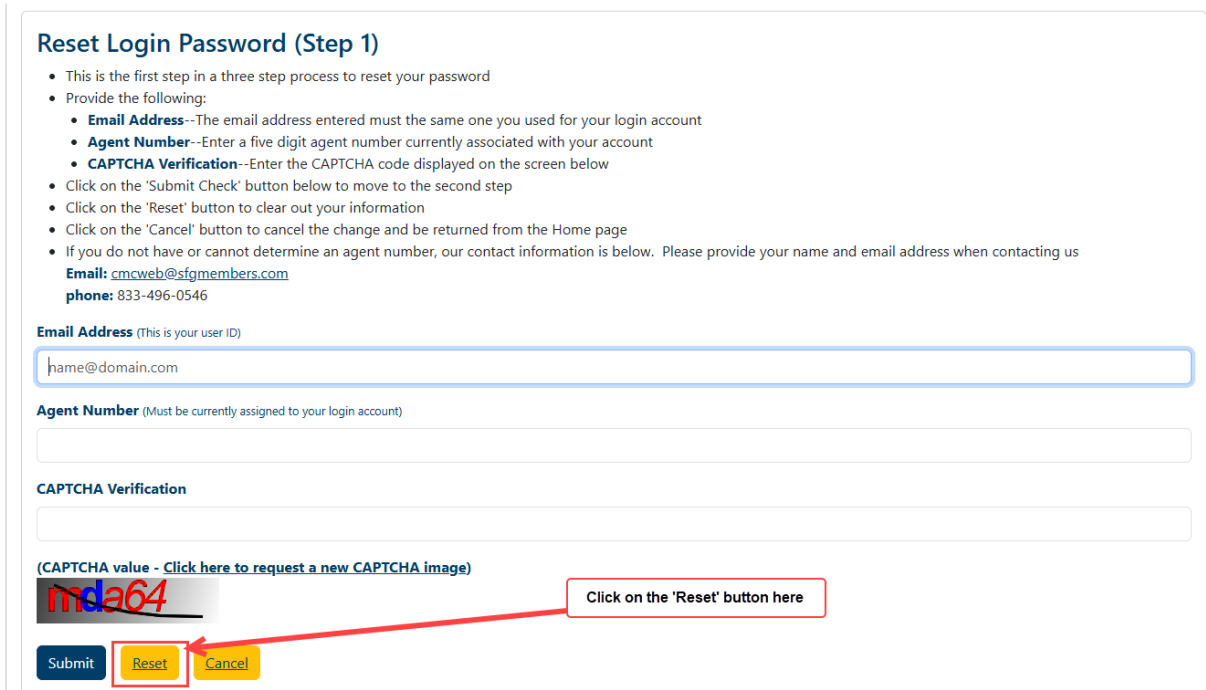 Reset Login Password (Step 1)
This is the first step in a three step process to reset your password
Provide the following:
Email Address--The email address entered must the same one you used for your login account
Agent Number--Enter a five digit agent number currently associated with your account
CAPTCHA Verification--Enter the CAPTCHA code displayed on the screen below
Click on the 'Submit Check' button below to move to the second step
Click on the 'Reset' button to clear out your information
Click on the 'Cancel' button to cancel the change and be returned from the Home page
If you do not have or cannot determine an agent number, our contact information is below.  Please provide your name and email address when contacting us
Email: cmcweb@sfgmembers.com
phone: 833-496-0546
Email Address (This is your user ID)
name@domain.com
Agent Number (Must be currently assigned to your login account)
CAPTCHA Verification
(CAPTCHA value - Click here to request a new CAPTCHA image)
mda64
Click on the 'Reset' button here
Submit Reset Cancel